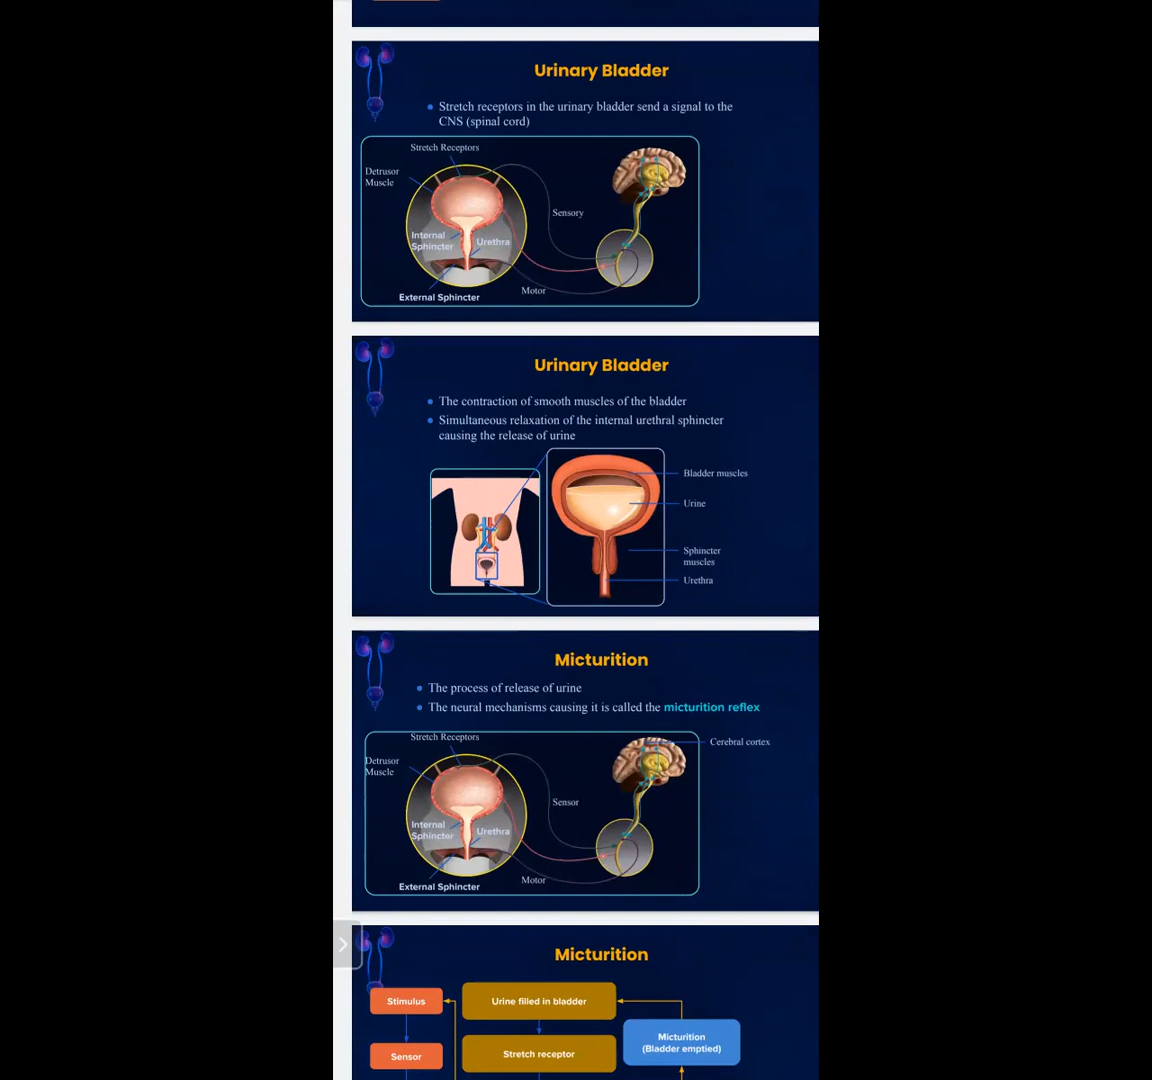 Urinary Bladder
Stretch receptors in the urinary bladder send a signal to the
CNS (spinal cord)
Stretch Receptors
Detrusor
Muscle
Sensory
Internal
Sphincter
Urethra
Motor
External Sphincter
Urinary Bladder
The contraction of smooth muscles of the bladder
Simultaneous relaxation of the internal urethral sphincter
causing the release of urine
Bladder muscles
Urine
Sphincter
muscles
Urethra
Micturition
The process of release of urine
The neural mechanisms causing it is called the micturition reflex
Stretch Receptors
Cerebral cortex
Detrusor
Muscle
Sensor
Internal
Sphincter
Urethra
Motor
External Sphincter
Micturition
Stimulus
Urine filled in bladder
Micturition
(Bladder emptied)
Sensor
Stretch receptor